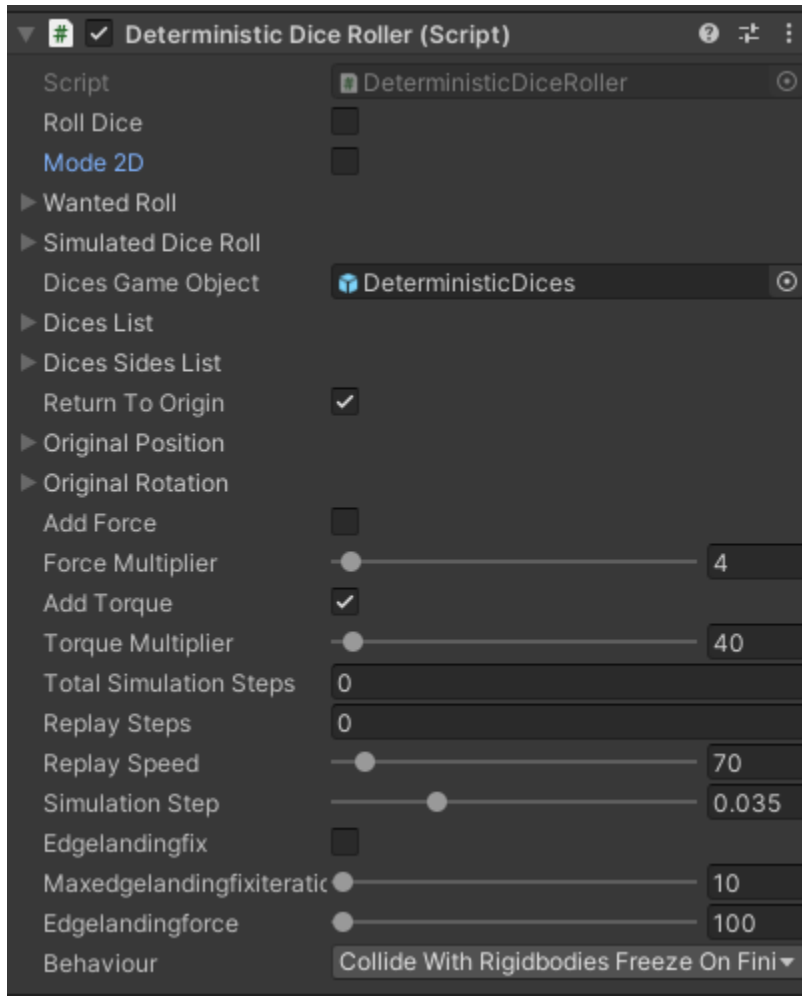 # Deterministic Dice Roller (Script)
Script # DeterministicDiceRoller
Roll Dice
Mode 2D
Wanted Roll
Simulated Dice Roll
Dices Game Object DeterministicDices
Dices List
Dices Sides List
Return To Origin
Original Position
Original Rotation
Add Force
Force Multiplier 4
Add Torque
Torque Multiplier 40
Total Simulation Steps 0
Replay Steps 0
Replay Speed 70
Simulation Step 0.035
Edgelandingfix
Maxedgelandingfixiteratic 10
Edgelandingforce 100
Behaviour Collide With Rigidbodies Freeze On Fini